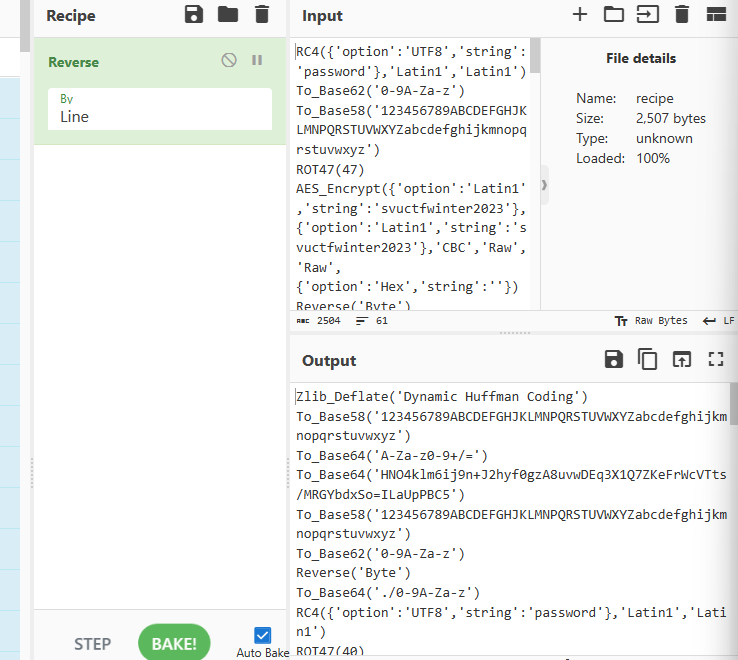 Recipe
Reverse
By
Line
STEP
BAKE!
Auto Bake
Input
RC4({'option':'UTF8','string':
'password'},'Latin1','Latin1')
To_Base62('0-9A-Za-z')
To_Base58('123456789ABCDEFGHJK
LMNPQRSTUVWXYZabcdefghijkmnopq
rstuvwxyz')
ROT47(47)
AES_Encrypt({'option':'Latin1'
,'string':'svuctfwinter2023'},
{'option':'Latin1','string':'s
vuctfwinter2023'},'CBC','Raw',
'Raw',
{'option':'Hex','string':''})
Reverse('Byte')
File details
Name: recipe
Size: 2,507 bytes
Type: unknown
Loaded: 100%
ABC 2504 61
Tт Raw Bytes LF
Output
Zlib_Deflate('Dynamic Huffman Coding')
To_Base58('123456789ABCDEFGHJKLMNPQRSTUVWXYZabcdefghijkm
nopqrstuvwxyz')
To_Base64('A-Za-z0-9+/=')
To_Base64('HNO4klm6ij9n+J2hyf0gzA8uvwDEq3X1Q7ZKeFrWcVTts
/MRGYbdxSo=ILaUpPBC5')
To_Base58('123456789ABCDEFGHJKLMNPQRSTUVWXYZabcdefghijkm
nopqrstuvwxyz')
To_Base62('0-9A-Za-z')
Reverse('Byte')
To_Base64('./0-9A-Za-z')
RC4({'option':'UTF8','string':'password'},'Latin1','Lati
n1')
ROT47(40)